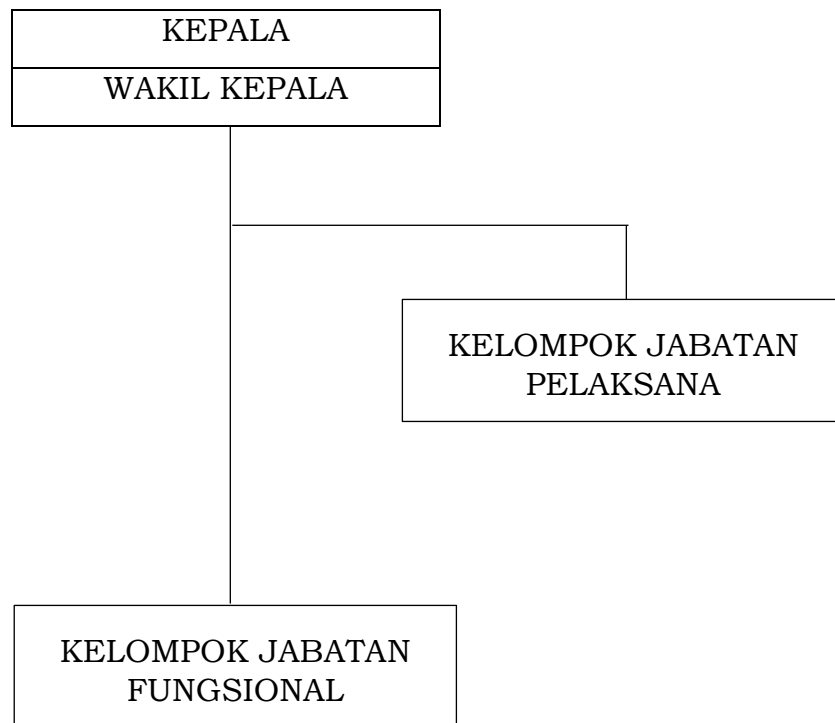 KEPALA
WAKIL KEPALA
KELOMPOK JABATAN
PELAKSANA
KELOMPOK JABATAN
FUNGSIONAL